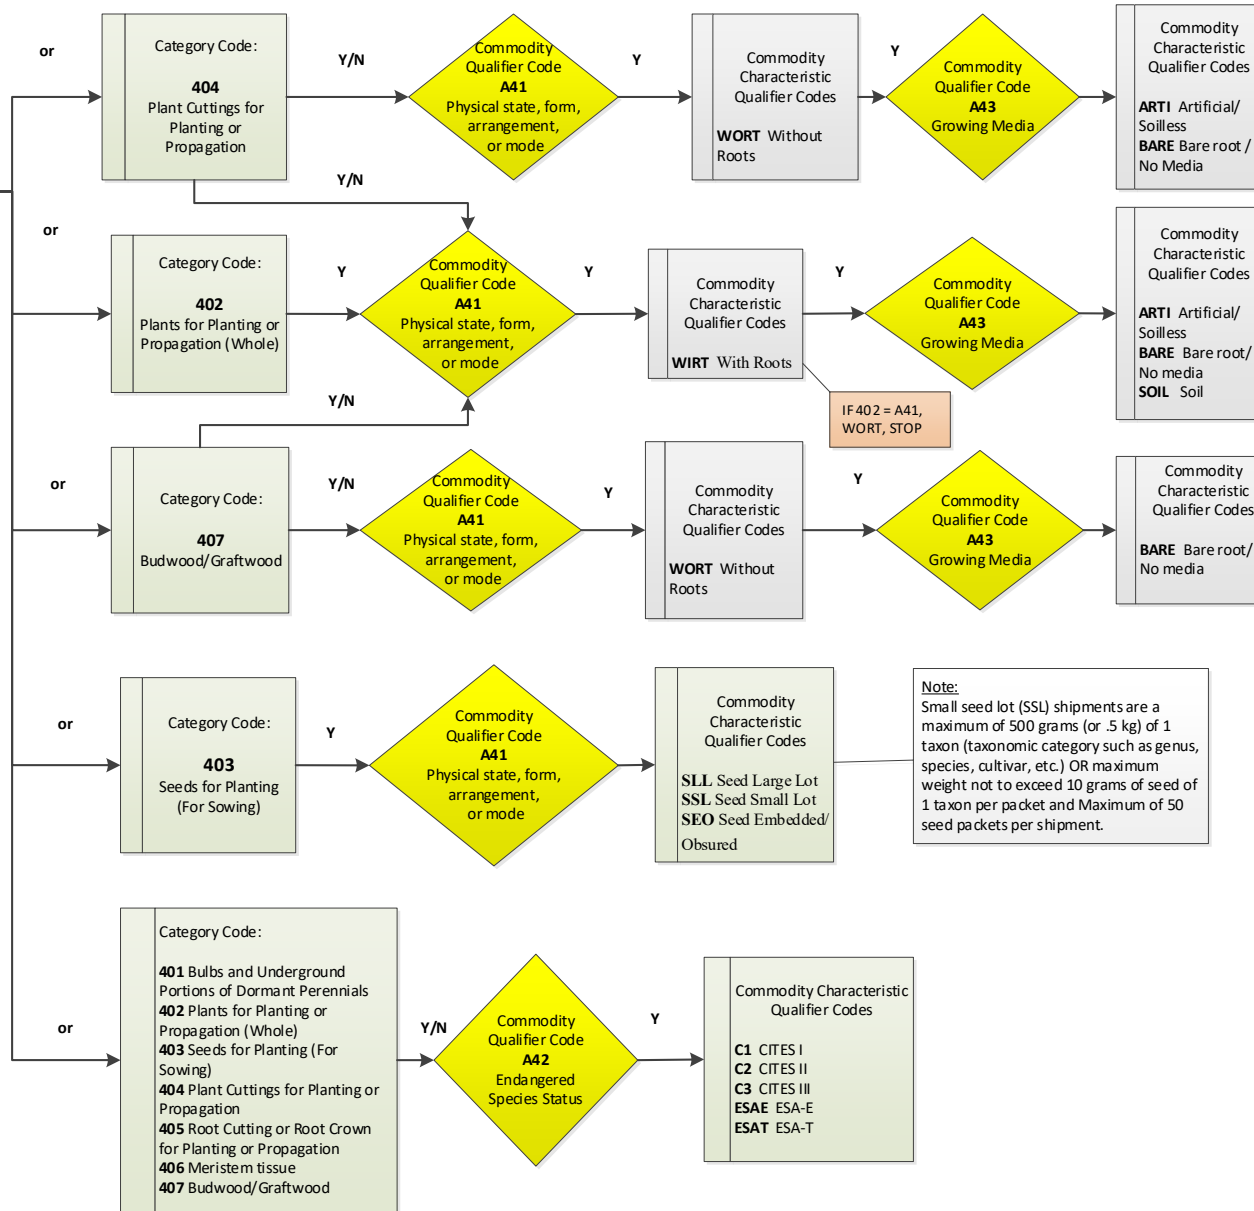 or
Category Code:
404
Plant Cuttings for
Planting or
Propagation
Y/N
Commodity
Qualifier Code
A41
Physical state, form,
arrangement,
or mode
Y
Commodity
Characteristic
Qualifier Codes
WORT Without
Roots
Y
Commodity
Qualifier Code
A43
Growing Media
Commodity
Characteristic
Qualifier Codes
ARTI Artificial/
Soilless
BARE Bare root /
No Media
Y/N
or
Category Code:
402
Plants for Planting or
Propagation (Whole)
Y
Commodity
Qualifier Code
A41
Physical state, form,
arrangement,
or mode
Y
Commodity
Characteristic
Qualifier Codes
WIRT With Roots
IF 402 = A41,
WORT, STOP
Y
Commodity
Qualifier Code
A43
Growing Media
Commodity
Characteristic
Qualifier Codes
ARTI Artificial/
Soilless
BARE Bare root/
No media
SOIL Soil
Y/N
or
Category Code:
407
Budwood/Graftwood
Y/N
Commodity
Qualifier Code
A41
Physical state, form,
arrangement,
or mode
Y
Commodity
Characteristic
Qualifier Codes
WORT Without
Roots
Y
Commodity
Qualifier Code
A43
Growing Media
Commodity
Characteristic
Qualifier Codes
BARE Bare root/
No media
or
Category Code:
403
Seeds for Planting
(For Sowing)
Y
Commodity
Qualifier Code
A41
Physical state, form,
arrangement,
or mode
Commodity
Characteristic
Qualifier Codes
SLL Seed Large Lot
SSL Seed Small Lot
SEO Seed Embedded/
Obsured
Note:
Small seed lot (SSL) shipments are a
maximum of 500 grams (or .5 kg) of 1
taxon (taxonomic category such as genus,
species, cultivar, etc.) OR maximum
weight not to exceed 10 grams of seed of
1 taxon per packet and Maximum of 50
seed packets per shipment.
or
Category Code:
401 Bulbs and Underground
Portions of Dormant Perennials
402 Plants for Planting or
Propagation (Whole)
403 Seeds for Planting (For
Sowing)
404 Plant Cuttings for Planting or
Propagation
405 Root Cutting or Root Crown
for Planting or Propagation
406 Meristem tissue
407 Budwood/Graftwood
Y/N
Commodity
Qualifier Code
A42
Endangered
Species Status
Y
Commodity Characteristic
Qualifier Codes
C1 CITES I
C2 CITES II
C3 CITES III
ESAE ESA-E
ESAT ESA-T